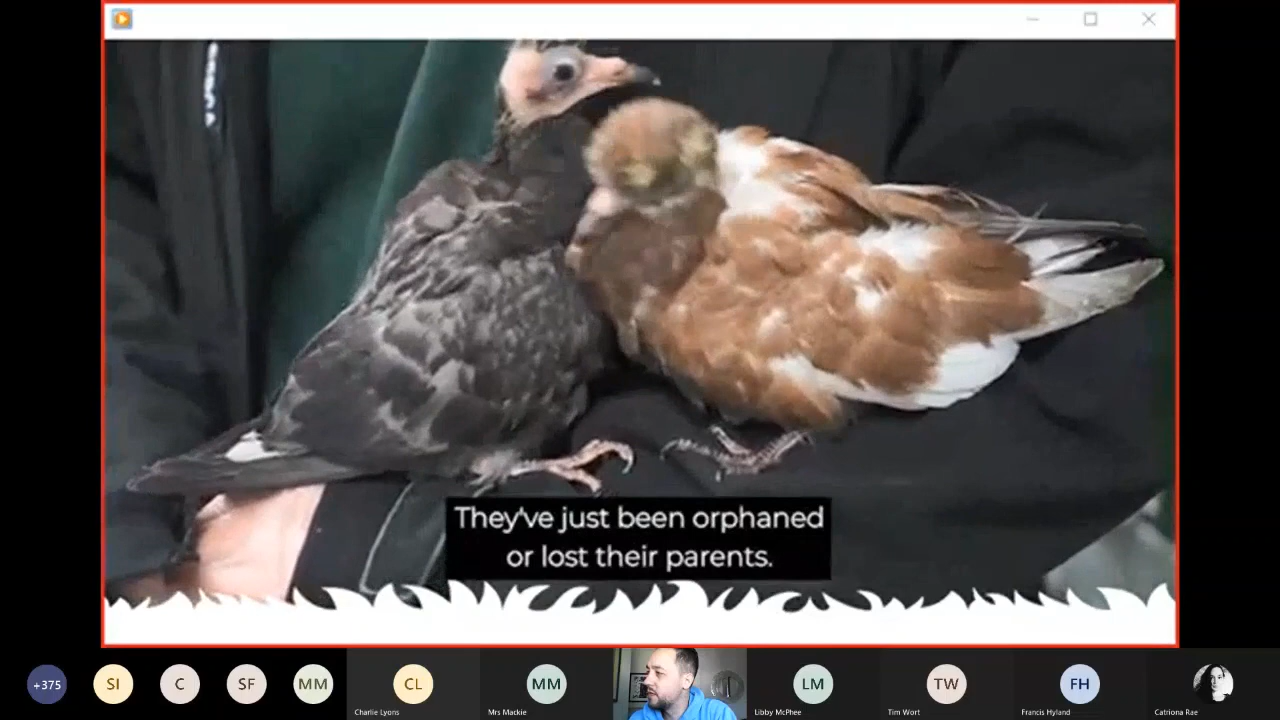 They've just been orphaned
or lost their parents.
+375
SI
C
SF
MM
CL
Charlie Lyons
MM
Mrs Mackie
LM
Libby McPhee
TW
Tim Wort
FH
Francis Hyland
Catriona Rae